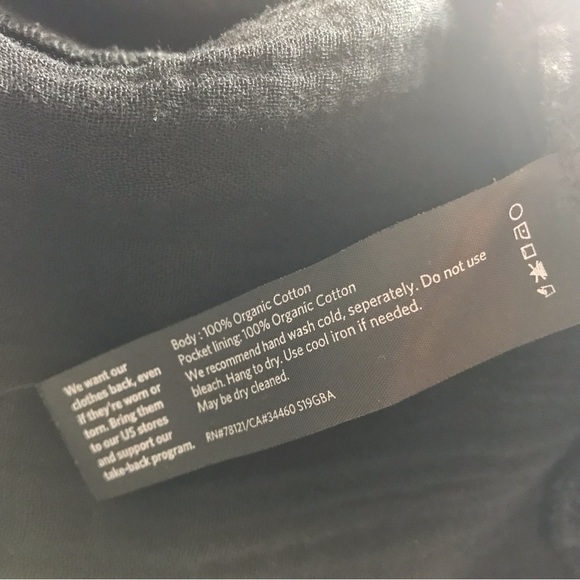 We want our
clothes back, even
if they're worn or
torn. Bring them
to our US stores
and support our
take-back program.
Body : 100% Organic Cotton
Pocket lining: 100% Organic Cotton
We recommend hand wash cold, seperately. Do not use
bleach. Hang to dry. Use cool iron if needed.
May be dry cleaned.
RN#78121/CA#34460 S19GBA